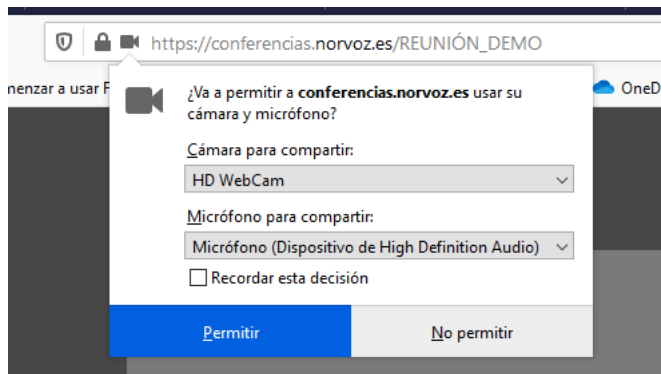 https://conferencias.norvoz.es/REUNIÓN_DEMO
menzar a usar F
OneD
¿Va a permitir a conferencias.norvoz.es usar su
cámara y micrófono?
Cámara para compartir:
HD WebCam
Micrófono para compartir:
Micrófono (Dispositivo de High Definition Audio)
Recordar esta decisión
Permitir
No permitir